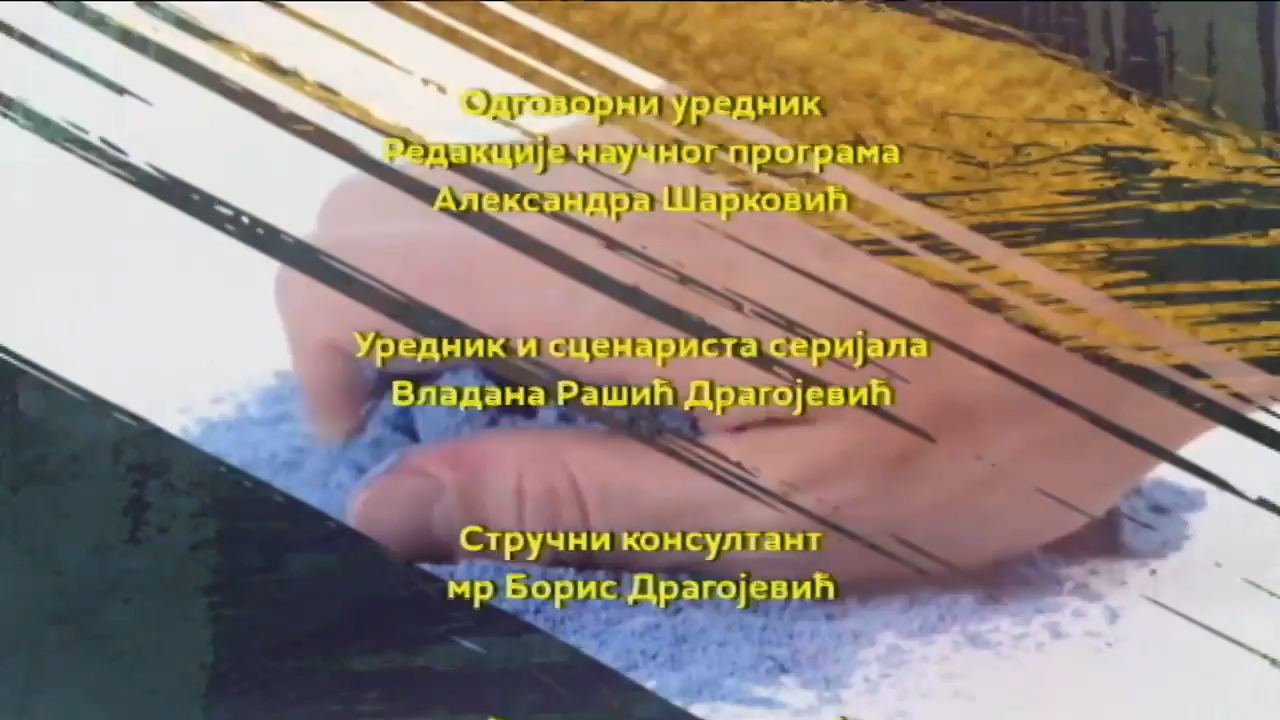 Одговорни уредник
Редакције научног програма
Александра Шарковић
Уредник и сценариста серијала
Владана Рашић Драгојевић
Стручни консултант
мр Борис Драгојевић